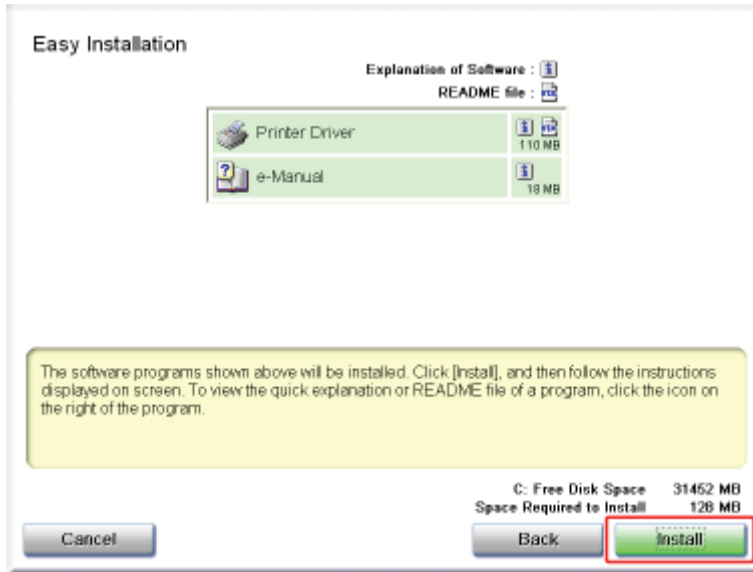 Easy Installation
Explanation of Software :
README file :
Printer Driver
110 MB
e-Manual
18 MB
The software programs shown above will be installed. Click [Install], and then follow the instructions
displayed on screen. To view the quick explanation or README file of a program, click the icon on
the right of the program.
C: Free Disk Space 31452 MB
Space Required to Install 128 MB
Cancel
Back
Install